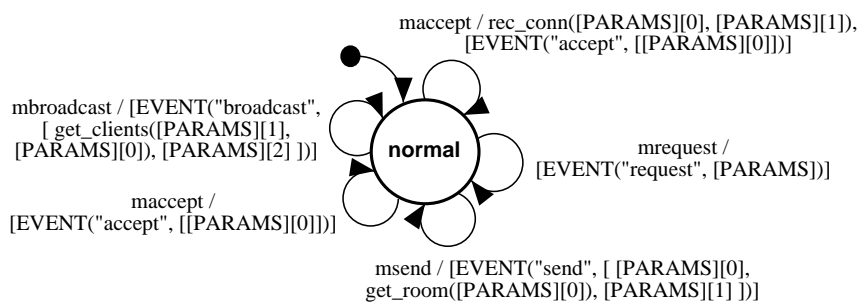 maccept / rec_conn([PARAMS][0], [PARAMS][1]),
[EVENT("accept", [[PARAMS][0]])]
mbroadcast / [EVENT("broadcast",
[ get_clients([PARAMS][1],
[PARAMS][0]), [PARAMS][2] ])]
normal
mrequest /
[EVENT("request", [PARAMS])]
maccept /
[EVENT("accept", [[PARAMS][0]])]
msend / [EVENT("send", [ [PARAMS][0],
get_room([PARAMS][0]), [PARAMS][1] ])]